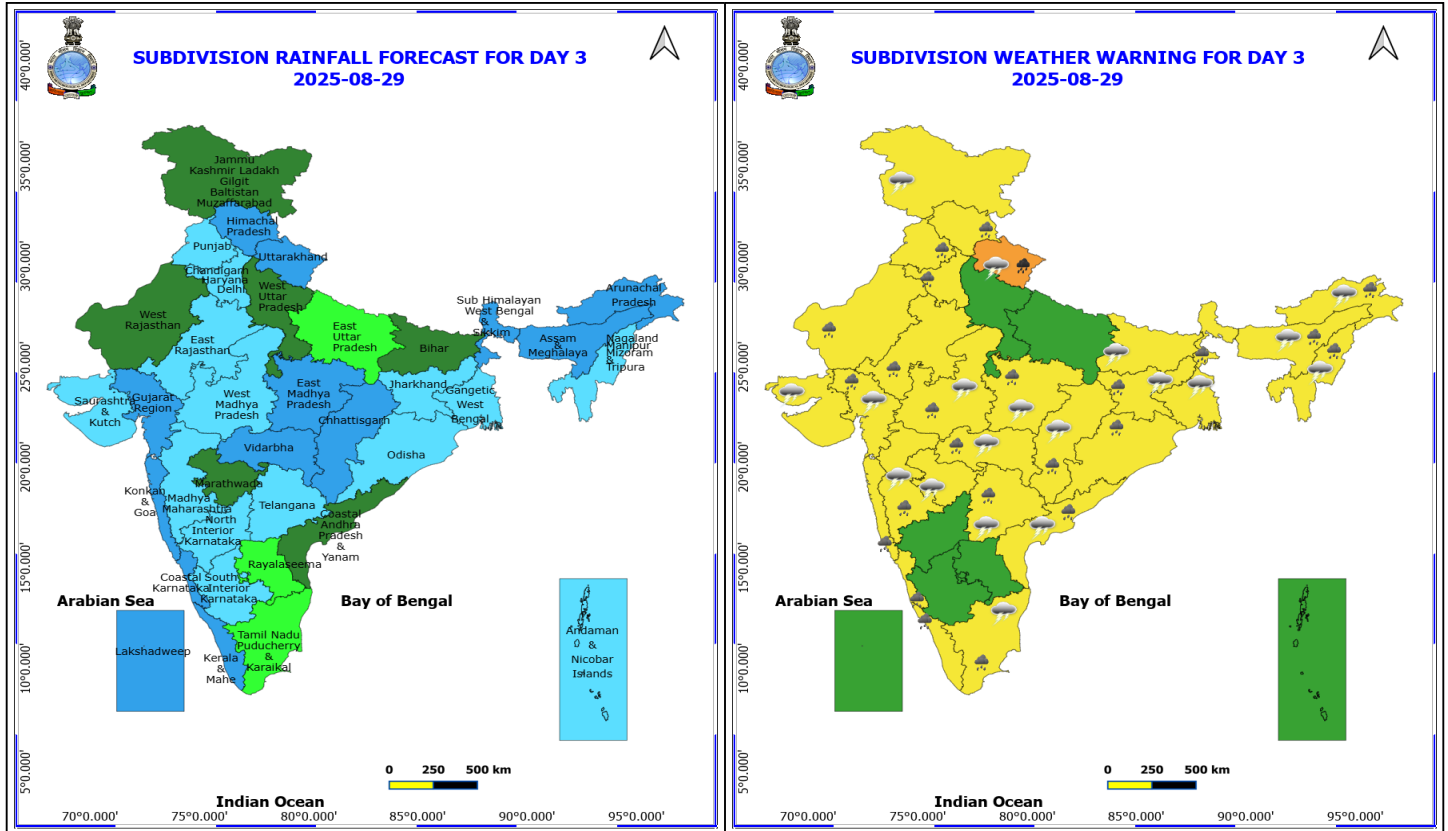 SUBDIVISION RAINFALL FORECAST FOR DAY 3
2025-08-29
40°0.000'
35°0.000'
30°0.000'
25°0.000'
20°0.000'
15°0.000'
10°0.000'
5°0.000'
Jammu
Kashmir Ladakh
Gilgit
Baltistan
Muzaffarabad
Himachal
Pradesh
Punjab
Uttarakhand
Chandigarh
Haryana
Delhi
West
Uttar
Pradesh
West
Rajasthan
East
Rajasthan
East
Uttar
Pradesh
Bihar
Sub Himalayan
West Bengal
&
Sikkim
Arunachal
Pradesh
Assam
&
Meghalaya
Nagaland
Manipur
Mizoram
&
Tripura
Jharkhand
Gangetic
West
Bengal
Saurashtra
&
Kutch
Gujarat
Region
West
Madhya
Pradesh
East
Madhya
Pradesh
Chhattisgarh
Vidarbha
Odisha
Konkan
&
Goa
Madhya
Maharashtra
Marathwada
Telangana
North
Interior
Karnataka
Coastal
Andhra
Pradesh
&
Yanam
Rayalaseema
Coastal
Karnataka
South
Interior
Karnataka
Tamil Nadu
Puducherry
&
Karaikal
Kerala
&
Mahe
Arabian Sea
Lakshadweep
Bay of Bengal
Andaman
&
Nicobar
Islands
0 250 500 km
Indian Ocean
70°0.000' 75°0.000' 80°0.000' 85°0.000' 90°0.000' 95°0.000'
SUBDIVISION WEATHER WARNING FOR DAY 3
2025-08-29
40°0.000'
35°0.000'
30°0.000'
25°0.000'
20°0.000'
15°0.000'
10°0.000'
5°0.000'
Arabian Sea
Bay of Bengal
0 250 500 km
Indian Ocean
70°0.000' 75°0.000' 80°0.000' 85°0.000' 90°0.000' 95°0.000'